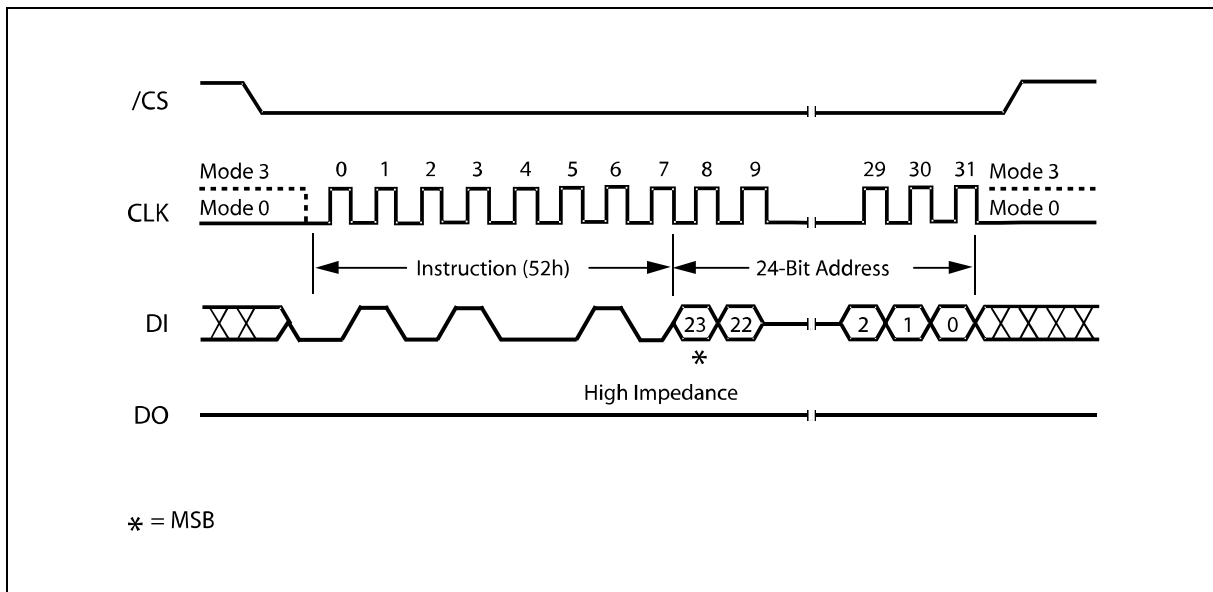 /CS
Mode 3 0 1 2 3 4 5 6 7 8 9 29 30 31 Mode 3
CLK Mode 0 Mode 0
Instruction (52h) 24-Bit Address
DI 23 22 2 1 0
*
High Impedance
DO
* = MSB